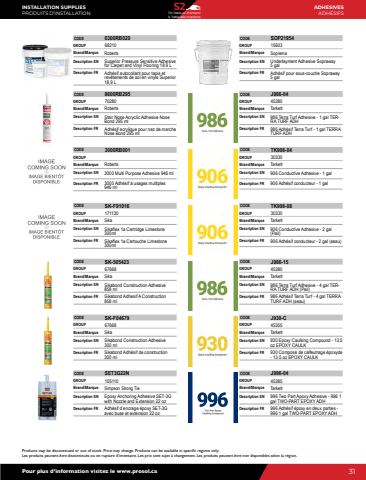 INSTALLATION SUPPLIES
PRODUITS D'INSTALLATION
ADHESIVES
ADHÉSIFS
CODE 6300RB020
GROUP 68210
Brand/Marque Roberts
Description EN Superior Pressure Sensitive Adhesive
for Carpet and Vinyl Flooring 18.9 L
Description FR Adhésif autocollant pour tapis et
revêtements de sol en vinyle Superior
18.9 L
CODE 8600RB295
GROUP 70280
Brand/Marque Roberts
Description EN Stair Nose Acrylic Adhesive Nose
Bond 295 ml
Description FR Adhésif acrylique pour nez de marche
Nose Bond 295 ml
IMAGE
COMING SOON
IMAGE BIENTÔT
DISPONIBLE
CODE 3000RB001
GROUP
Brand/Marque Roberts
Description EN 3000 Multi Purpose Adhesive 946 ml
Description FR 3000 Adhésif à usages multiples
946 ml
IMAGE
COMING SOON
IMAGE BIENTÔT
DISPONIBLE
CODE SK-F91016
GROUP 171130
Brand/Marque Sika
Description EN Sikaflex 1a Cartridge Limestone
300ml
Description FR Sikaflex 1a Cartouche Limestone
300ml
CODE SK-505423
GROUP 67668
Brand/Marque Sika
Description EN Sikabond Construction Adhesive
858 ml
Description FR Sikabond Adhésif A Construction
858 ml
CODE SK-F04679
GROUP 67668
Brand/Marque Sika
Description EN Sikabond Construction Adhesive
300 ml
Description FR Sikabond Adhésif de construction
300 ml
CODE SET3G22N
GROUP 103110
Brand/Marque Simpson Strong Tie
Description EN Epoxy Anchoring Adhesive SET-3G
with Nozzle and Extension 22 oz
Description FR Adhésif d'ancrage epoxy SET-3G
avec buse et extension 22 oz
CODE SOP21954
GROUP 15603
Brand/Marque Soprema
Description EN Underlayment Adhesive Sopraway
5 gal
Description FR Adhésif pour sous-couche Sopraway
5 gal
986
CODE J086-04
GROUP 45380
Brand/Marque Tarkett
Description EN 986 Terra Turf Adhesive - 1 gal TER-
RA TURF ADH
Description FR 986 Adhésif Terra Turf - 1 gal TERRA
TURF ADH
906
CODE TK906-04
GROUP 30330
Brand/Marque Tarkett
Description EN 906 Conductive Adhesive - 1 gal
Description FR 906 Adhésif conducteur - 1 gal
906
CODE TK906-08
GROUP 30330
Brand/Marque Tarkett
Description EN 906 Conductive Adhesive - 2 gal
(Pail)
Description FR 906 Adhésif conducteur - 2 gal (seau)
986
CODE J086-15
GROUP 45380
Brand/Marque Tarkett
Description EN 986 Terra Turf Adhesive - 4 gal TER-
RA TURF ADH (Pail)
Description FR 986 Adhésif Terra Turf - 4 gal TERRA
TURF ADH (seau)
930
CODE J930-C
GROUP 45355
Brand/Marque Tarkett
Description EN 930 Epoxy Caulking Compound - 13.5
oz EPOXY CAULK
Description FR 930 Composé de calfeutrage époxyde
- 13.5 oz EPOXY CAULK
996
CODE J996-04
GROUP 45385
Brand/Marque Tarkett
Description EN 996 Two Part Epoxy Adhesive - 996 1
gal TWO-PART EPOXY ADH
Description FR 996 Adhésif époxy en deux parties -
996 1 gal TWO-PART EPOXY ADH
Products may be discontinued or out of stock. Price may change. Products can be available in specific regions only.
Les produits peuvent être discontinués ou en rupture d'inventaire. Les prix sont sujets à changement. Les produits peuvent être non disponibles selon la région.
Pour plus d'information visitez le www.prosol.ca
31